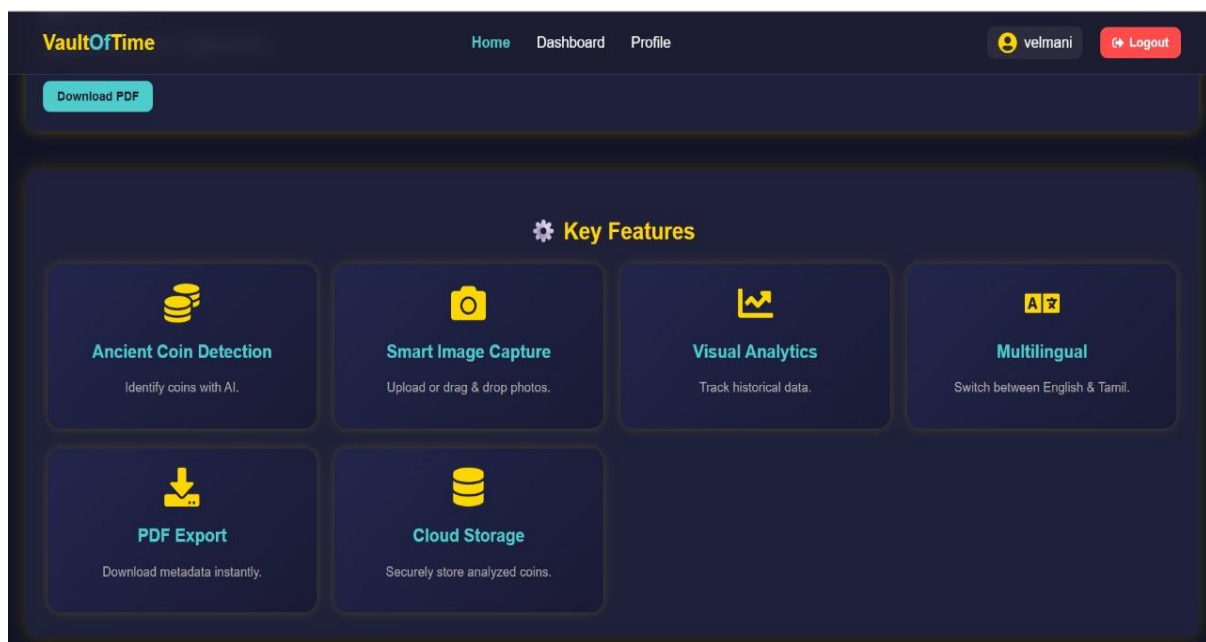 VaultOfTime
Home Dashboard Profile
velmani
Logout
Download PDF
Key Features
Ancient Coin Detection
Identify coins with AI.
Smart Image Capture
Upload or drag & drop photos.
Visual Analytics
Track historical data.
A
Multilingual
Switch between English & Tamil.
PDF Export
Download metadata instantly.
Cloud Storage
Securely store analyzed coins.